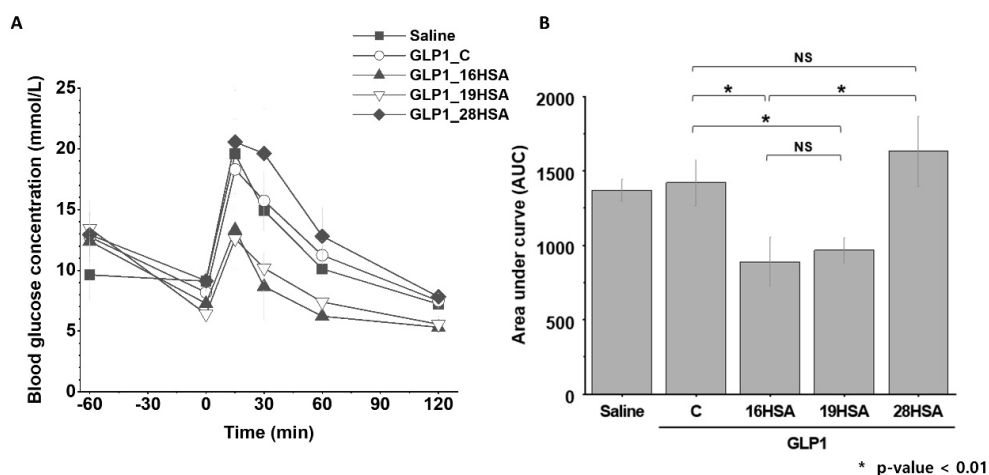 A
Saline
GLP1_C
GLP1_16HSA
GLP1_19HSA
GLP1_28HSA
Blood glucose concentration (mmol/L)
25
20
15
10
5
0
-60 -30 0 30 60 90 120
Time (min)
B
NS
* *
*
NS
Area under curve (AUC)
2000
1500
1000
500
0
Saline C 16HSA 19HSA 28HSA
GLP1
* p-value < 0.01